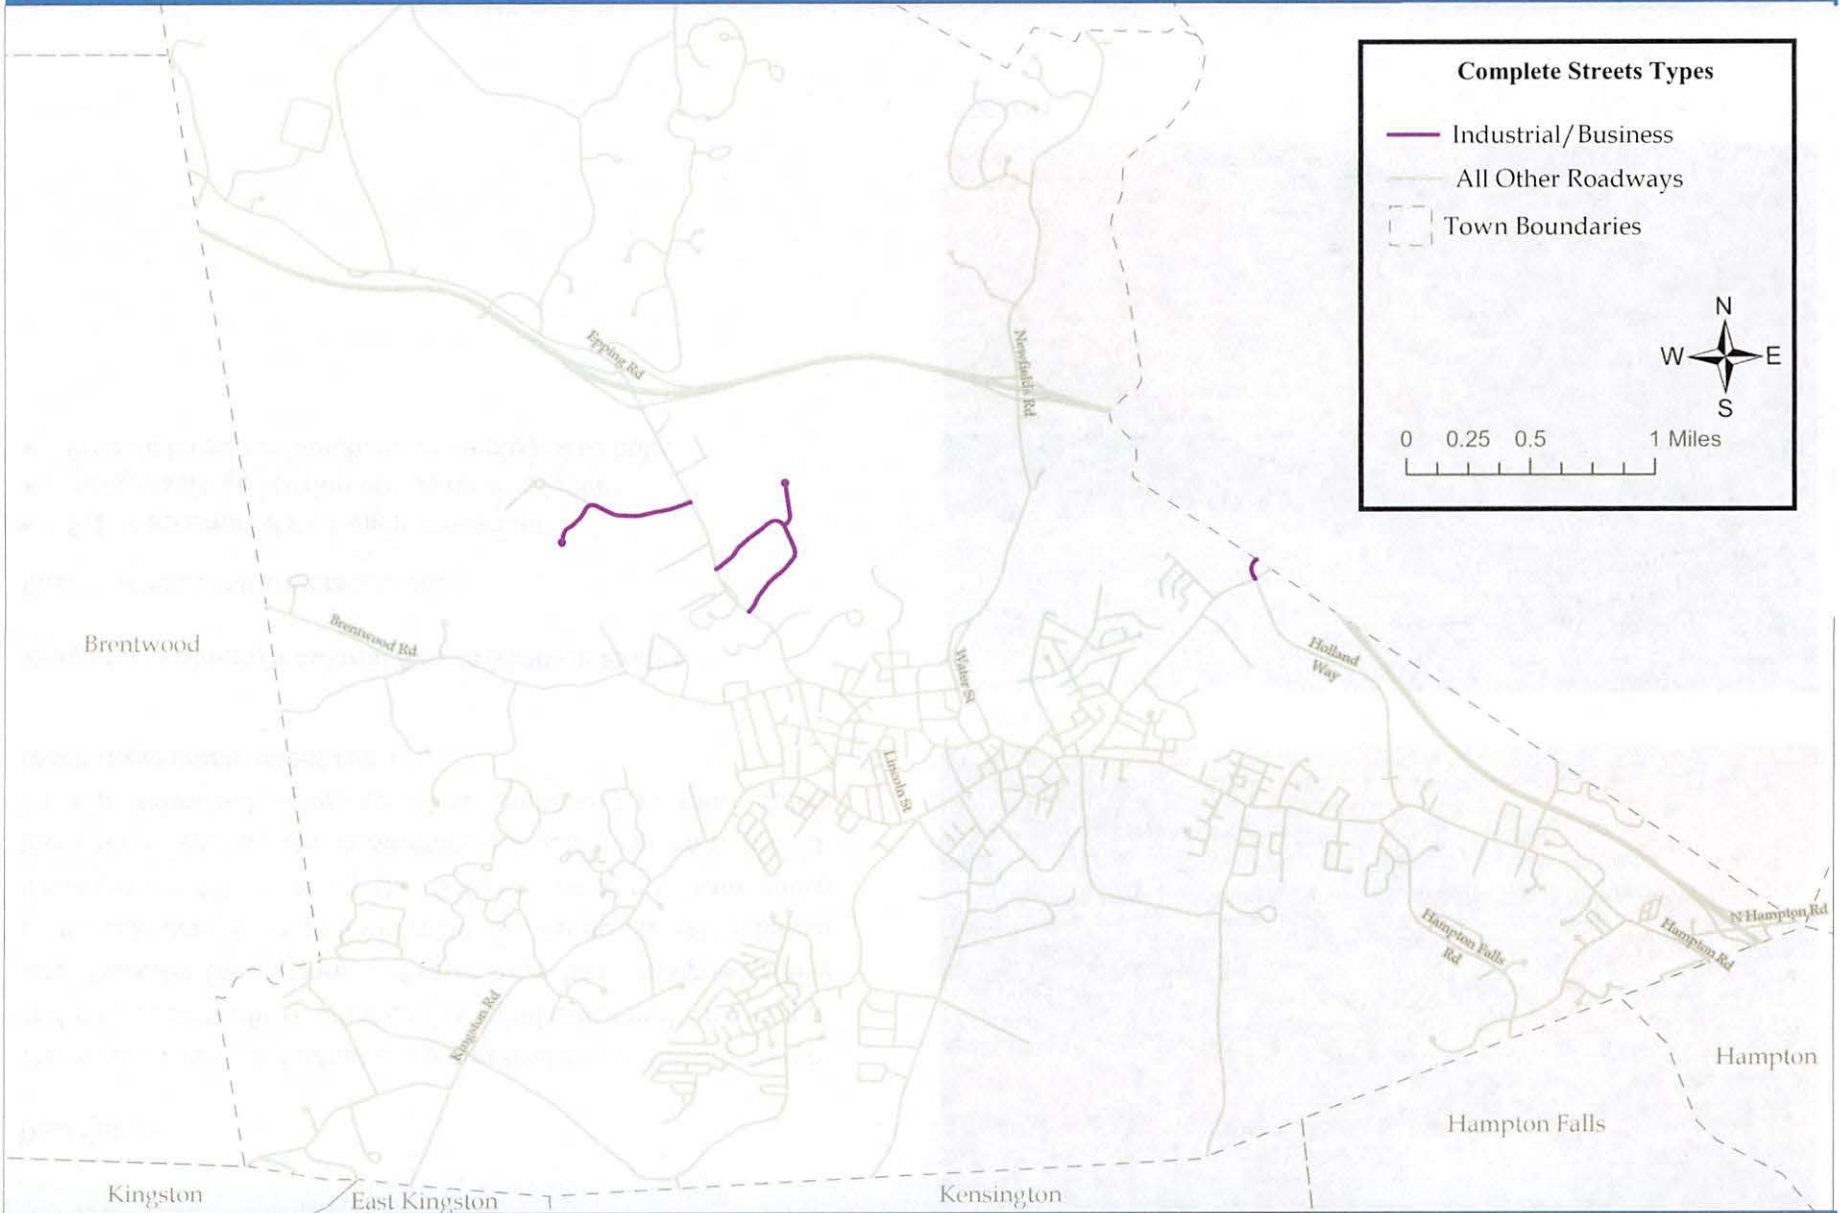 Complete Streets Types
Industrial/Business
All Other Roadways
Town Boundaries
N
W
E
S
0 0.25 0.5 1 Miles
Epping Rd
Newfields Rd
Brentwood
Brentwood Rd
Water St
Holland
Way
Lincoln St
Hampton Falls
Rd
N Hampton Rd
Hampton Rd
Kingston Rd
Hampton
Hampton Falls
Kingston
East Kingston
Kensington